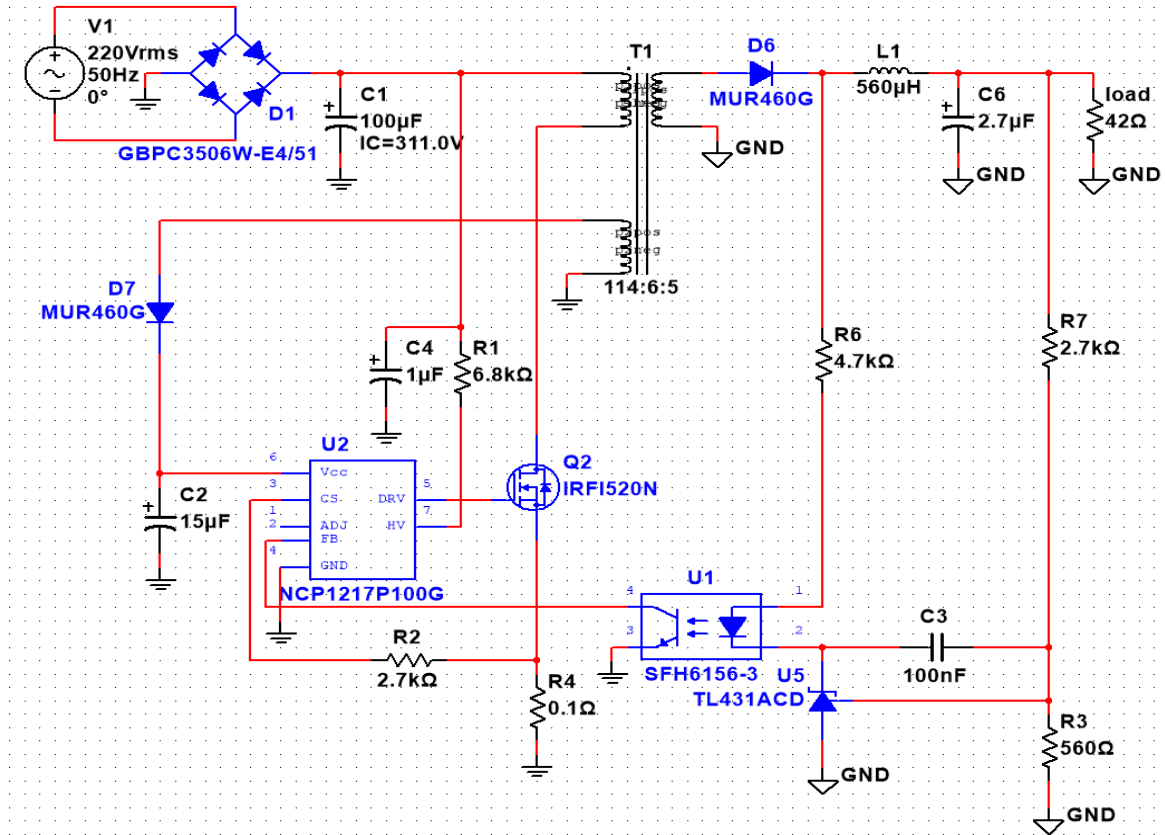 V1
220Vrms
50Hz
0°
D1
GBPC3506W-E4/51
C1
100µF
IC=311.0V
T1
114:6:5
D6
MUR460G
GND
L1
560µH
C6
2.7µF
GND
load
42Ω
GND
D7
MUR460G
p2pos
p2neg
C4
1µF
R1
6.8kΩ
R6
4.7kΩ
R7
2.7kΩ
U2
6
3
1
2
4
Vcc
CS
ADJ
FB
GND
DRV
HV
5
7
NCP1217P100G
C2
15µF
Q2
IRFI520N
R2
2.7kΩ
R4
0.1Ω
U1
4
3
1
2
SFH6156-3
U5
TL431ACD
C3
100nF
R3
560Ω
GND
GND